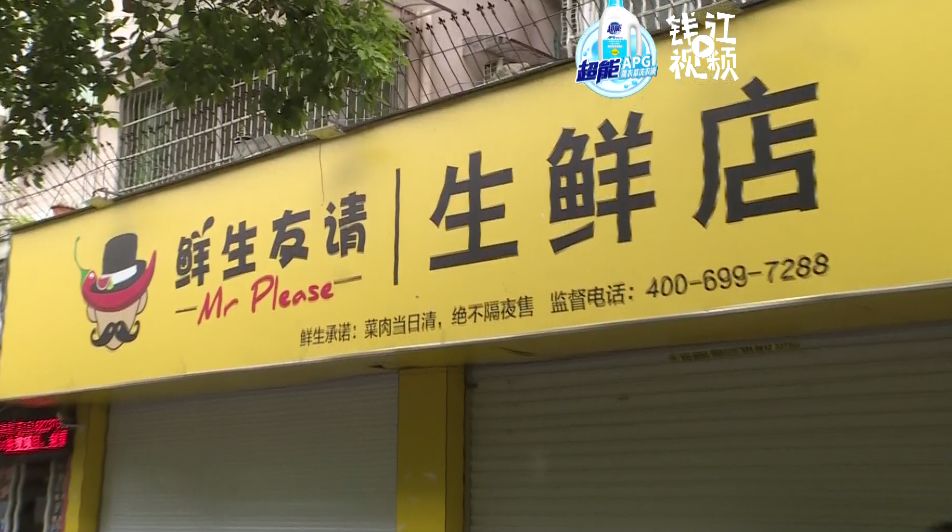 超能
APG
钱江
视频
鲜生友请
Mr Please
生鲜店
鲜生承诺：菜肉当日清，绝不隔夜售 监督电话：400-699-7288